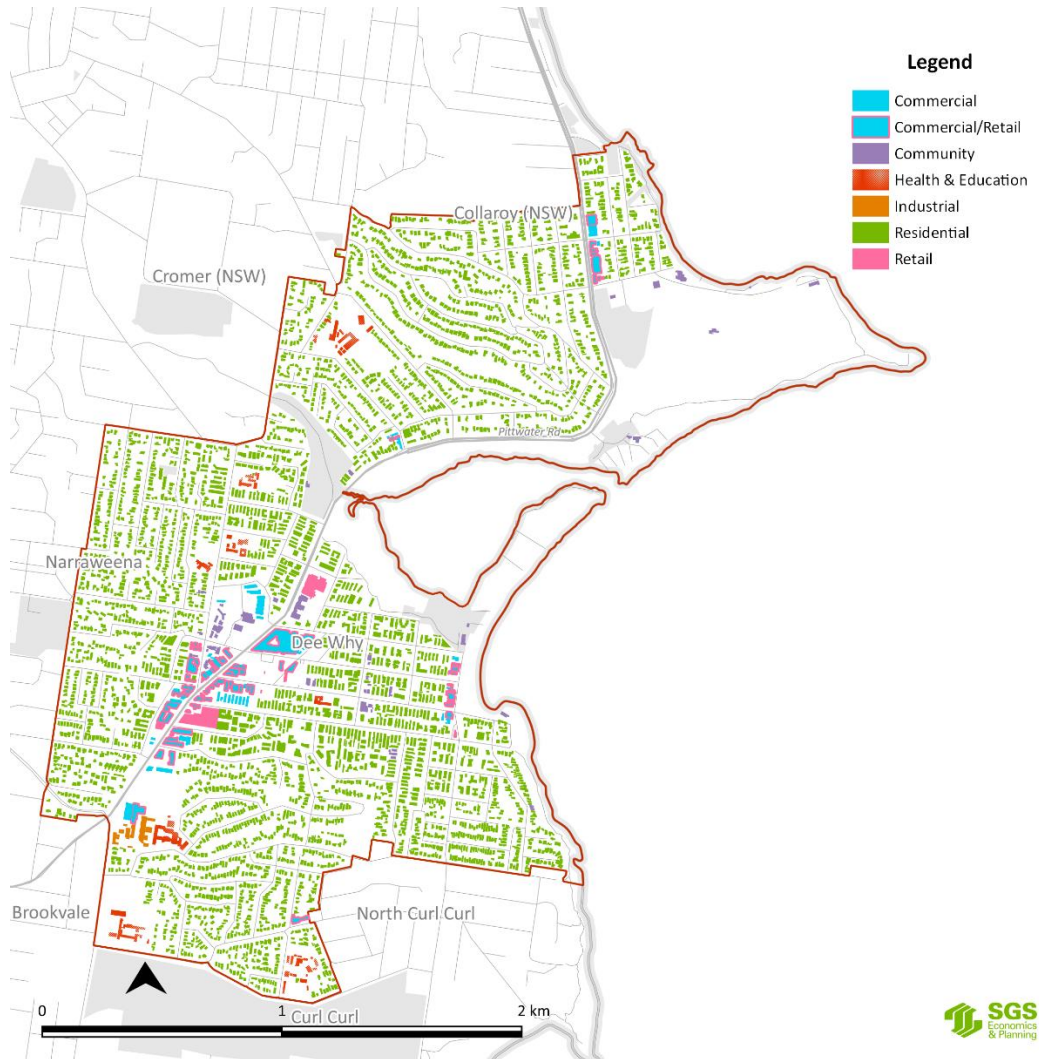 Legend
Commercial
Commercial/Retail
Community
Health & Education
Industrial
Residential
Retail
Collaroy (NSW)
Cromer (NSW)
Pittwater Rd
Narraweena
Dee Why
Brookvale
North Curl Curl
Curl Curl
0 1 2 km
SGS
Economics
& Planning